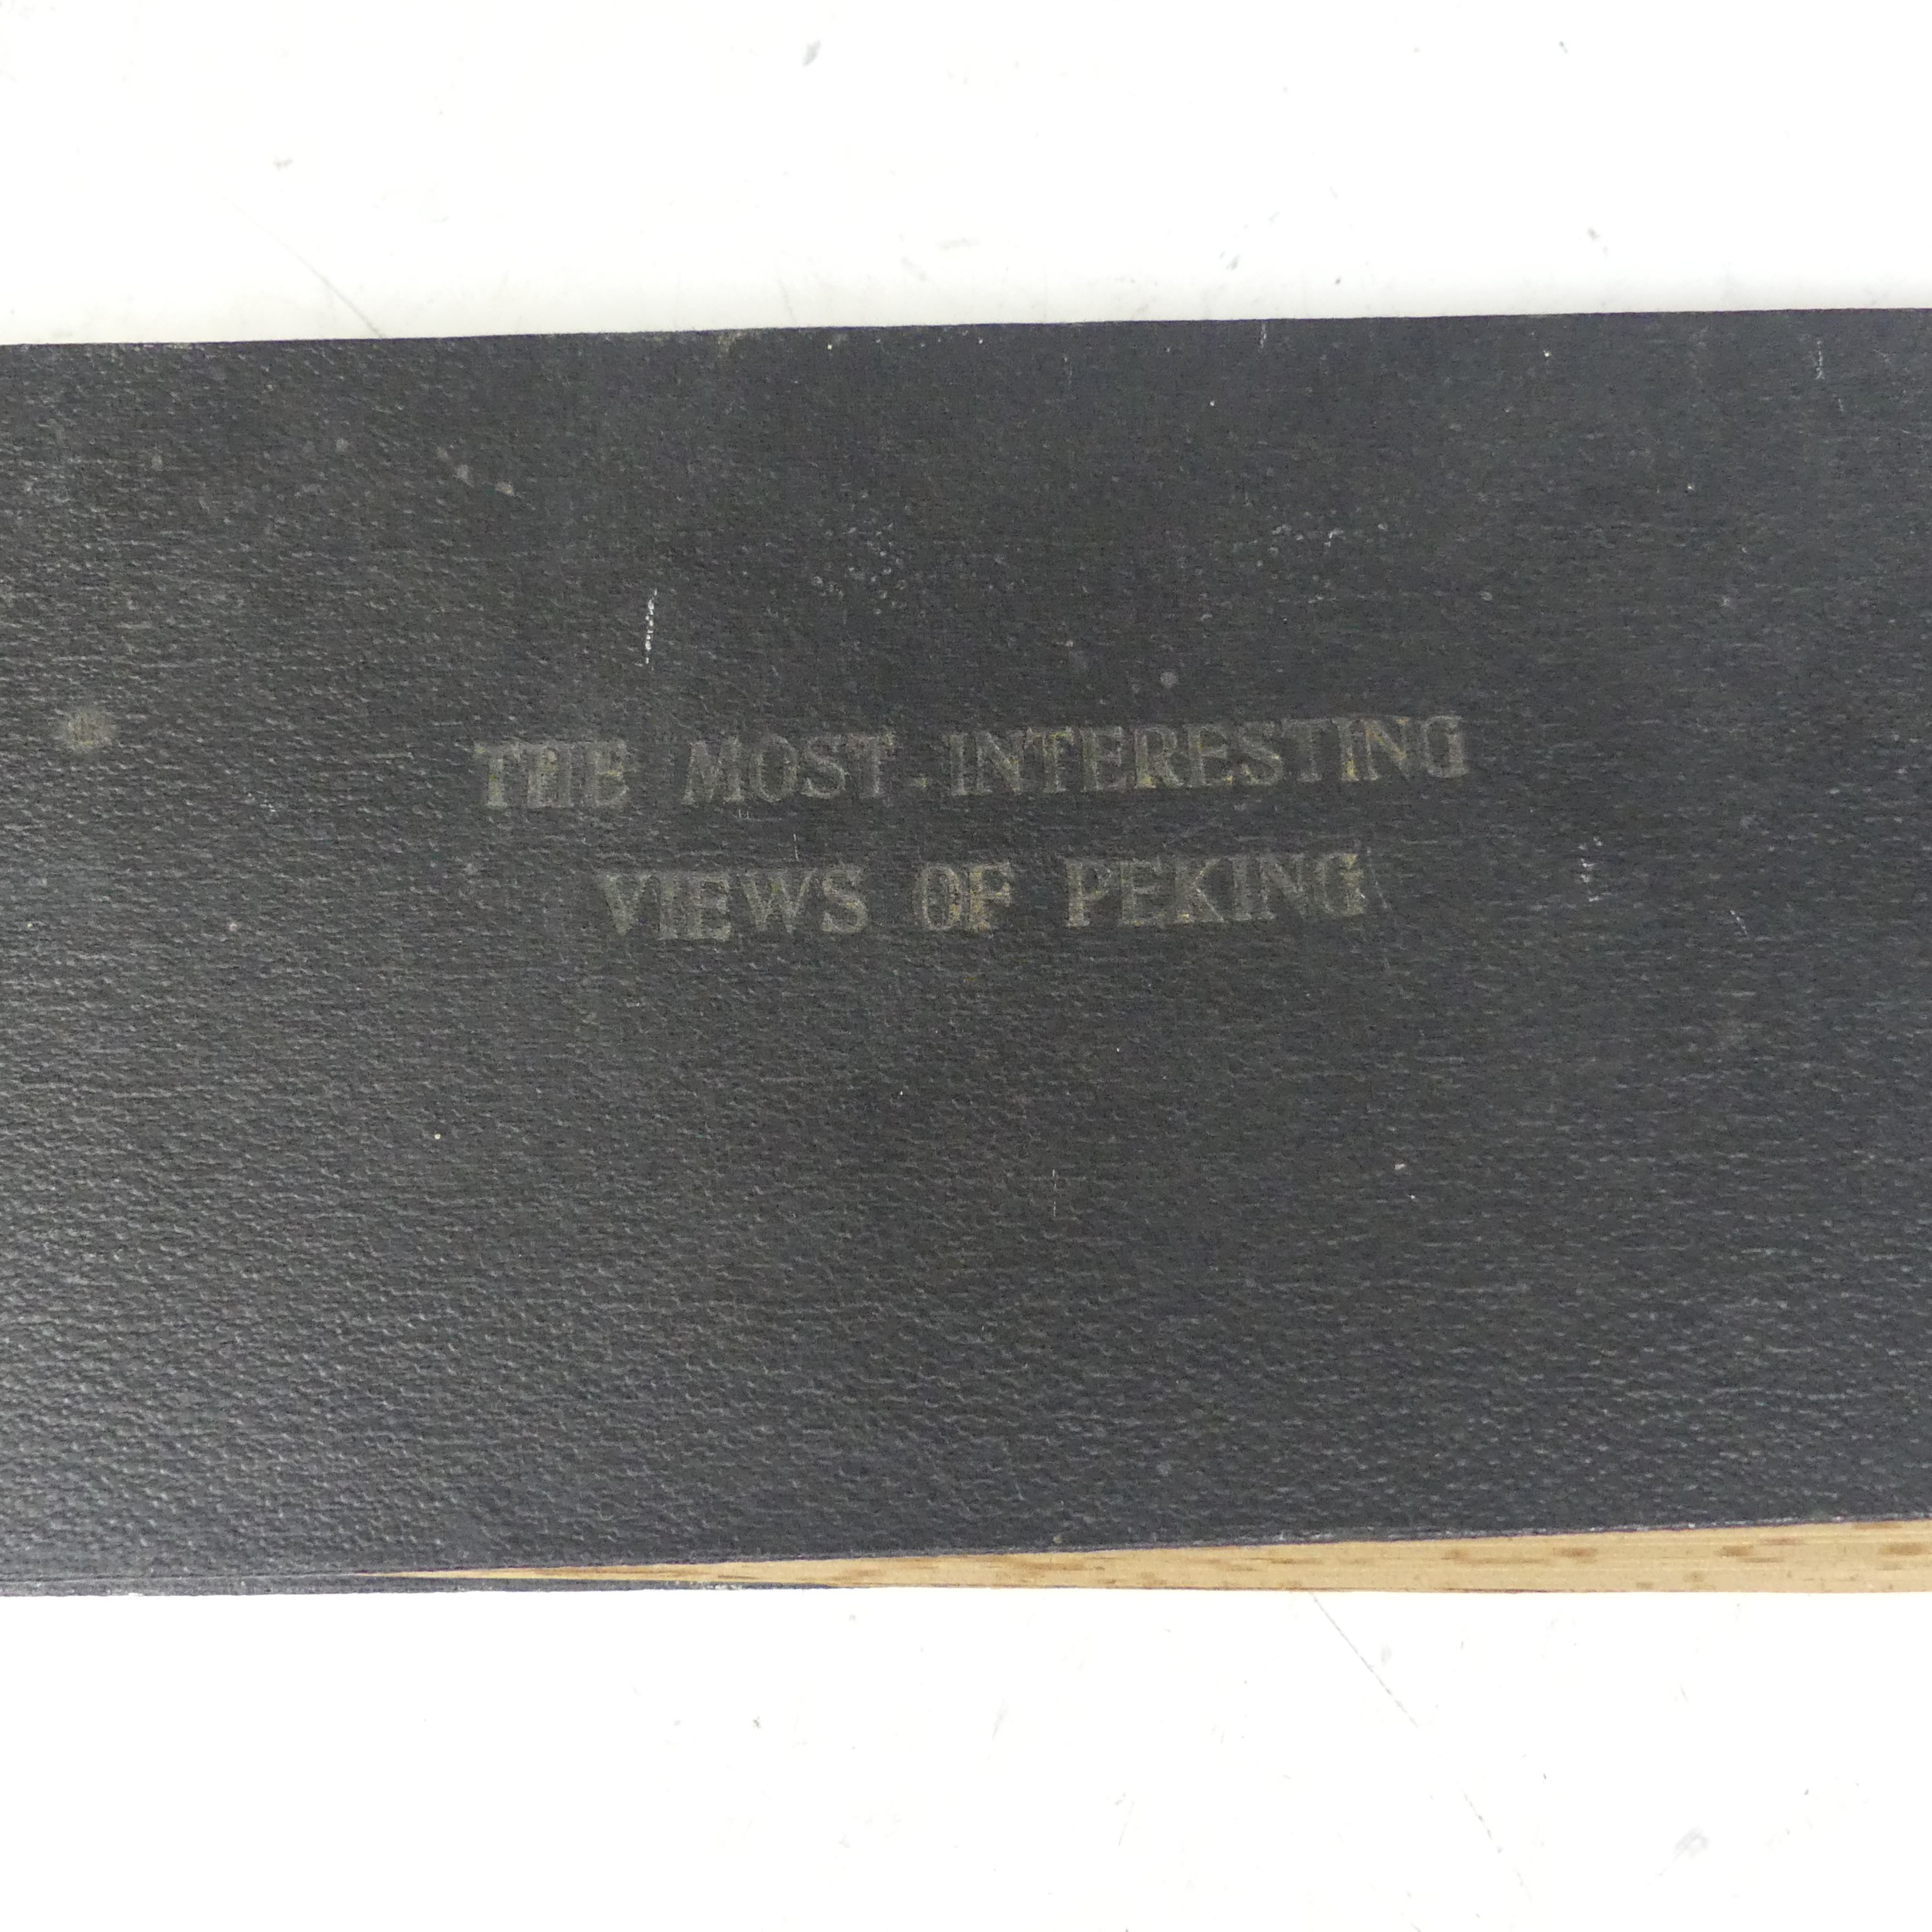 THE MOST INTERESTING
VIEWS OF PEKING